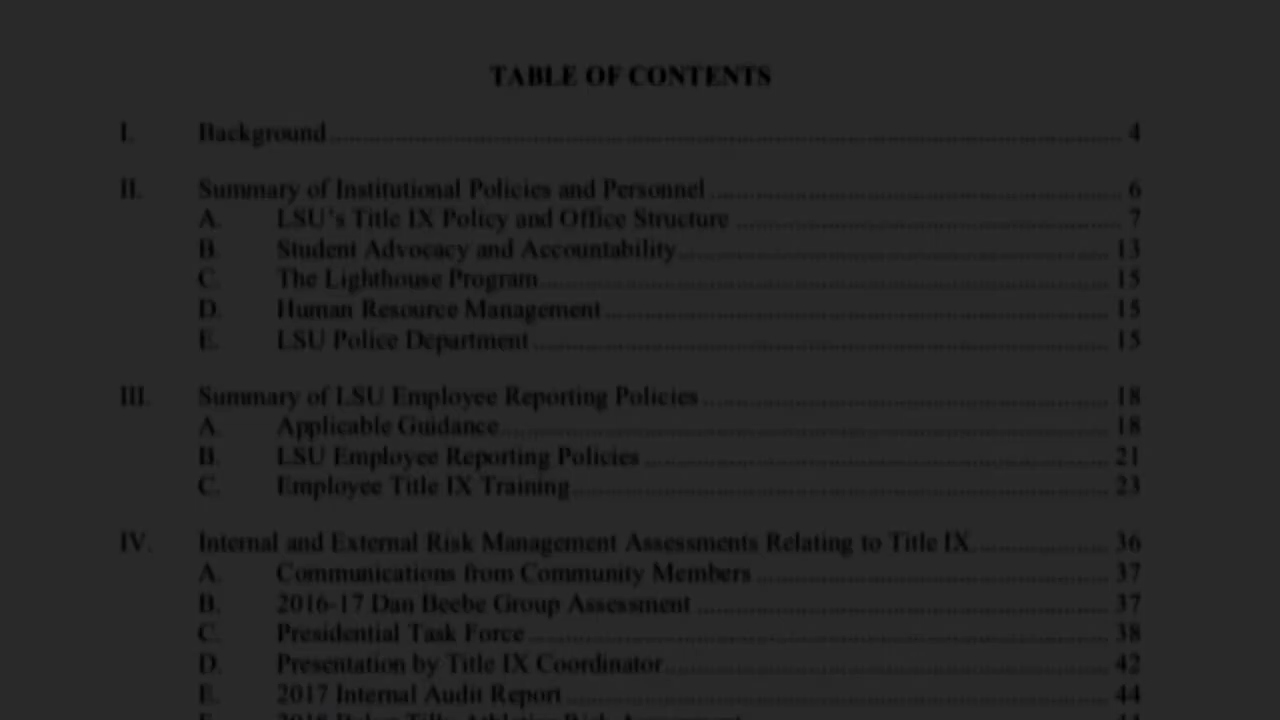 TABLE OF CONTENTS
I. Background 4
II. Summary of Institutional Policies and Personnel 6
A. LSU's Title IX Policy and Office Structure 7
B. Student Advocacy and Accountability 13
C. The Lighthouse Program 15
D. Human Resource Management 15
E. LSU Police Department 15
III. Summary of LSU Employee Reporting Policies 18
A. Applicable Guidance 18
B. LSU Employee Reporting Policies 21
C. Employee Title IX Training 23
IV. Internal and External Risk Management Assessments Relating to Title IX 36
A. Communications from Community Members 37
B. 2016-17 Dan Beebe Group Assessment 37
C. Presidential Task Force 38
D. Presentation by Title IX Coordinator 42
E. 2017 Internal Audit Report 44